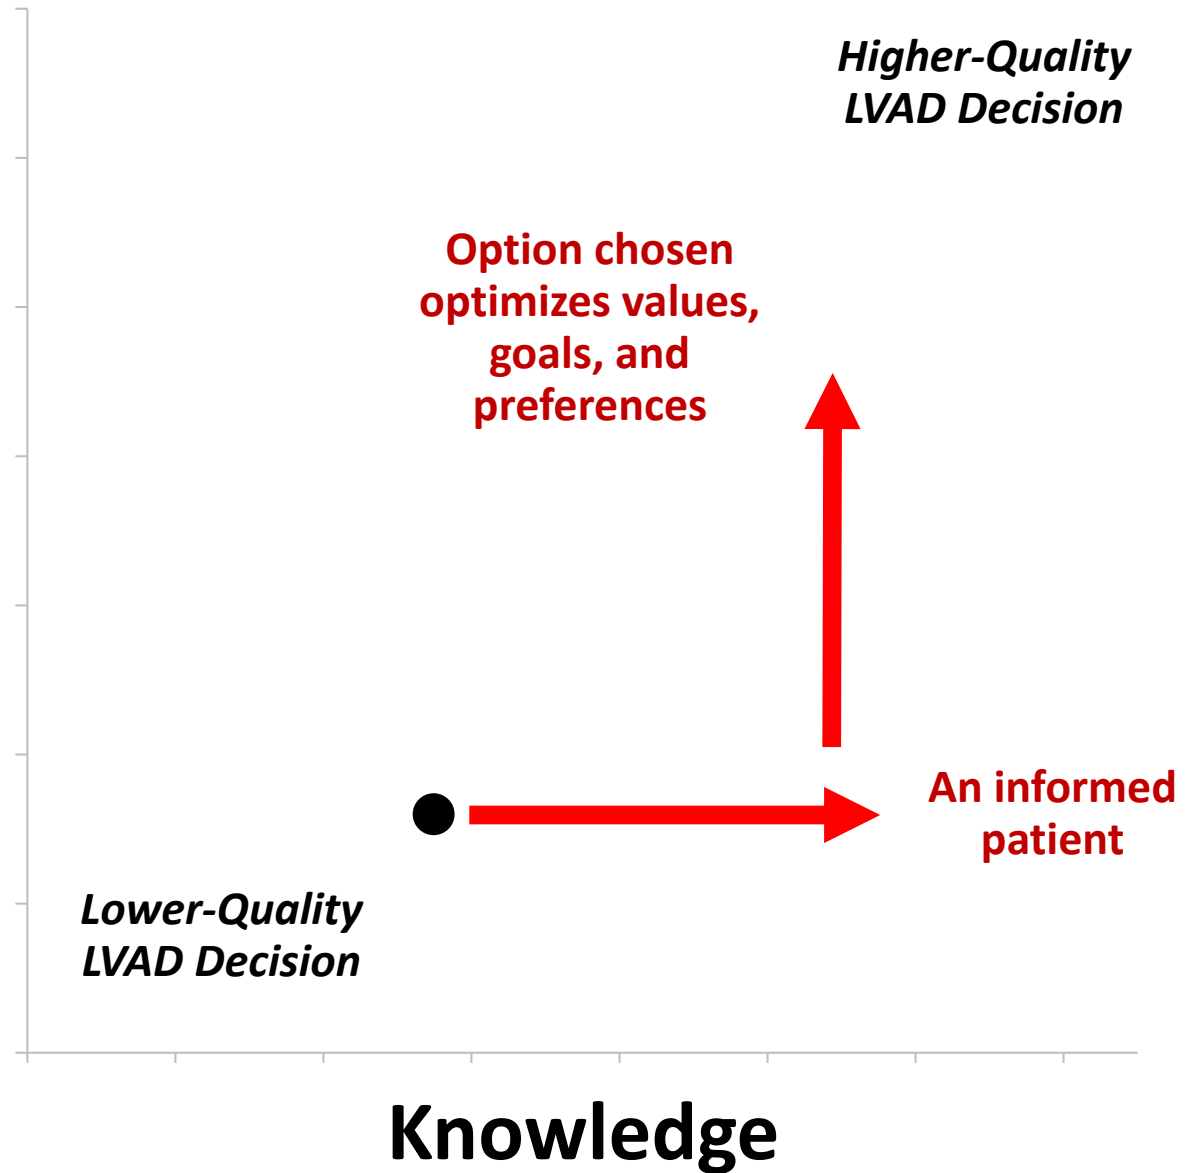 Higher-Quality
LVAD Decision
Option chosen
optimizes values,
goals, and
preferences
An informed
patient
Lower-Quality
LVAD Decision
Knowledge